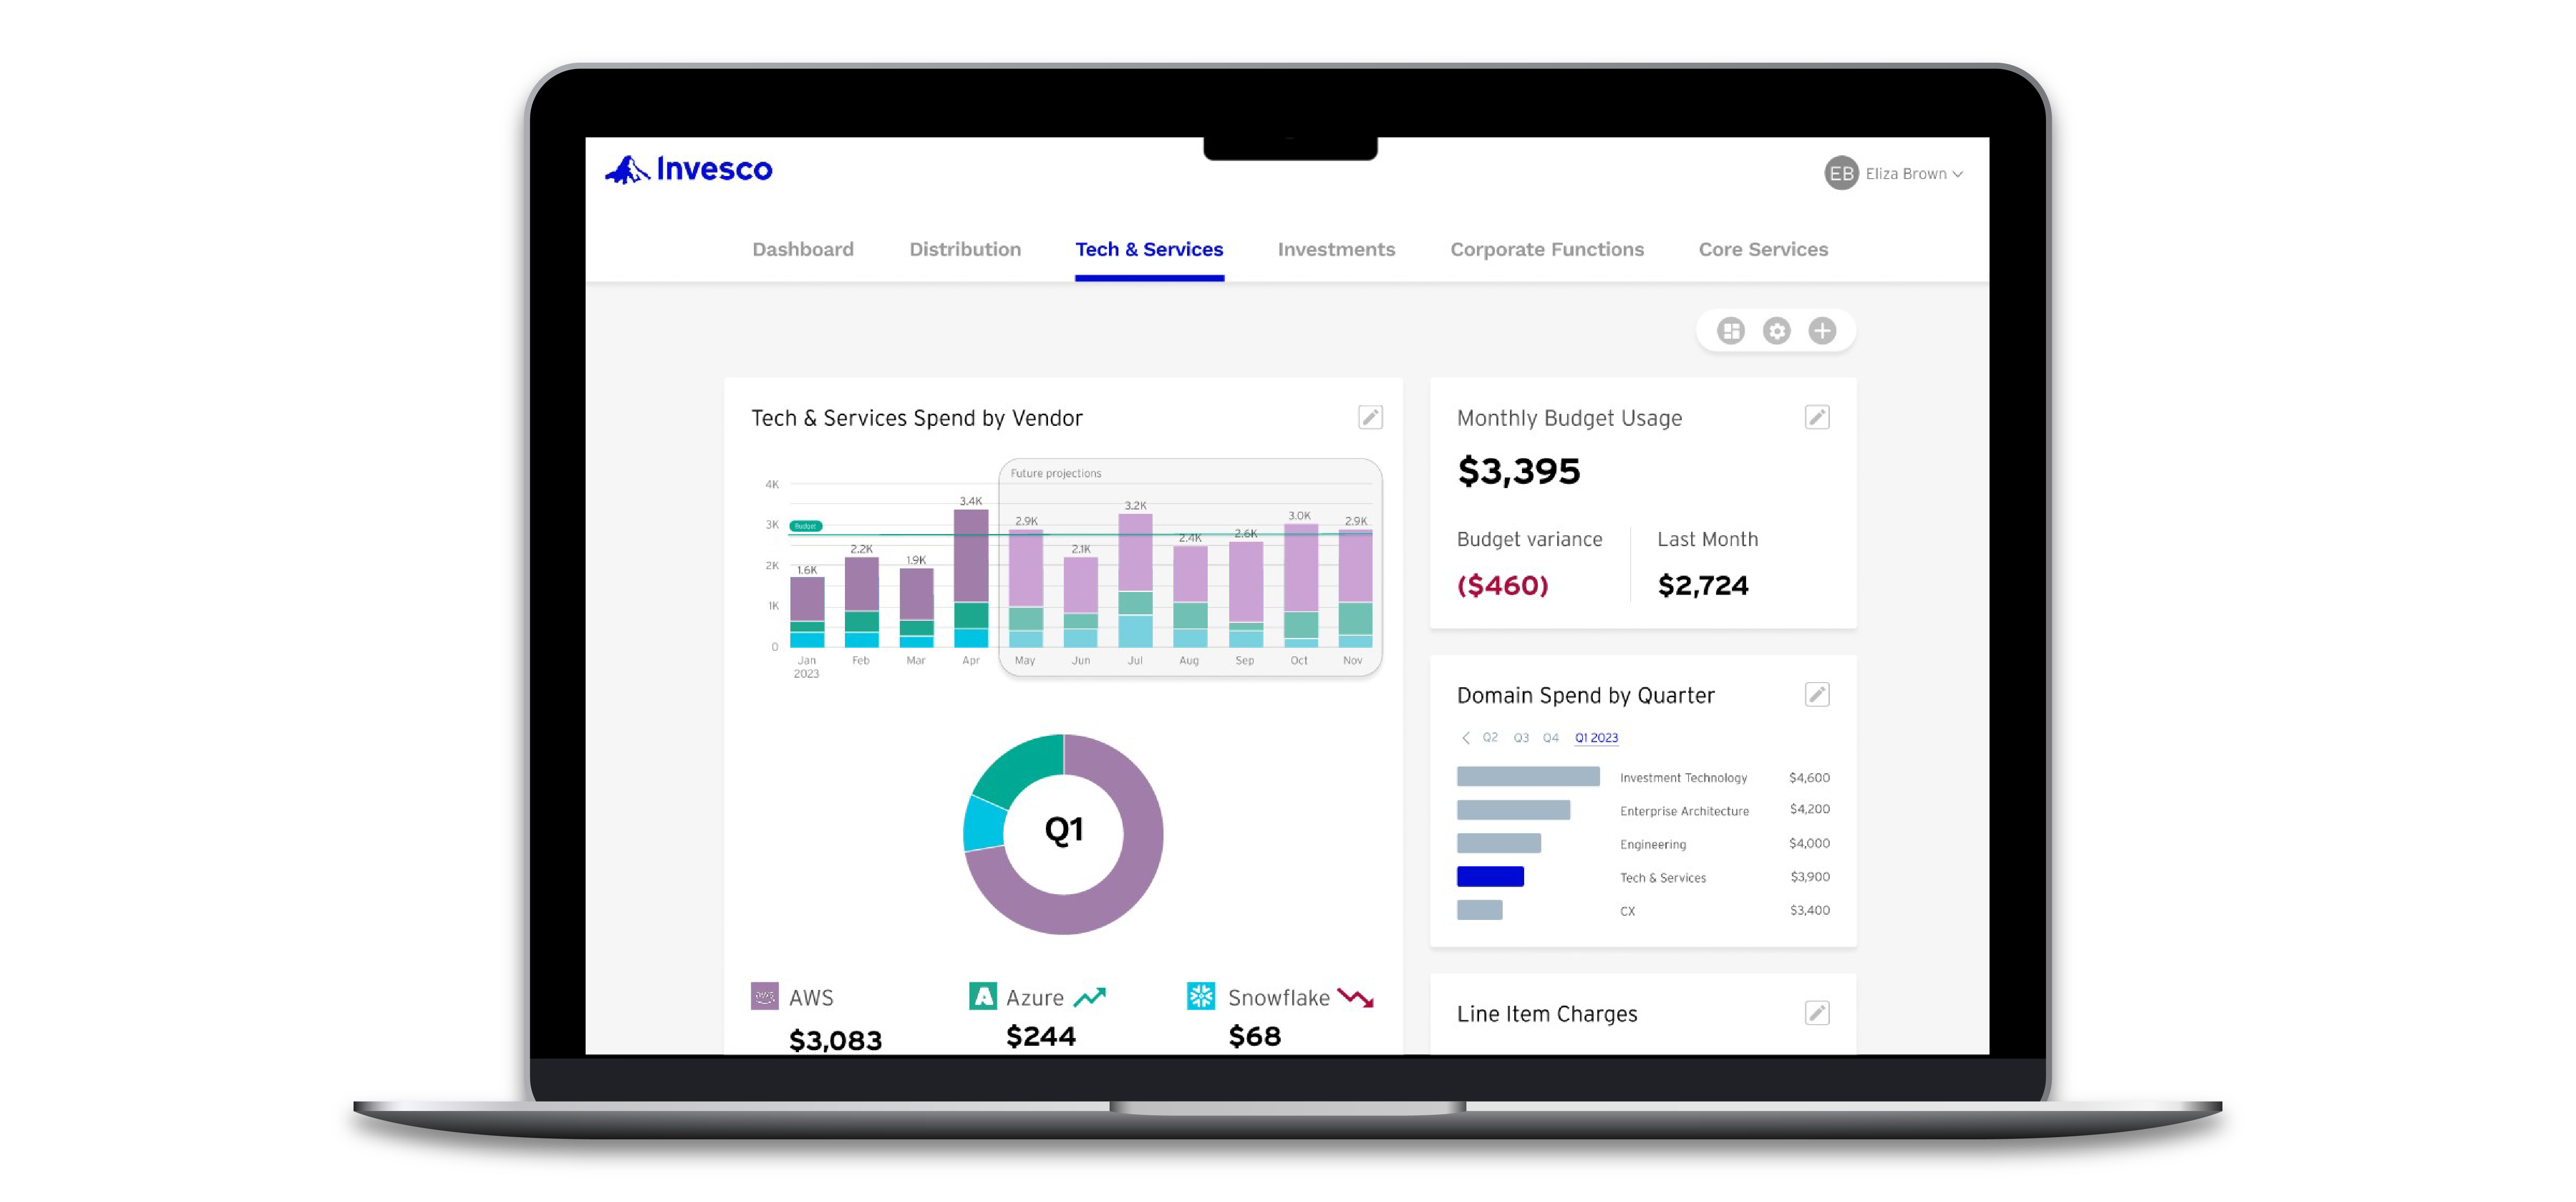 Invesco
EB Eliza Brown
Dashboard Distribution Tech & Services Investments Corporate Functions Core Services
Tech & Services Spend by Vendor
Future projections
4K
3K
2K
1K
0
Budget
1.6K 2.2K 1.9K 3.4K 2.9K 2.1K 3.2K 2.4K 2.6K 3.0K 2.9K
Jan Feb Mar Apr May Jun Jul Aug Sep Oct Nov
2023
Q1
AWS Azure Snowflake
$3,083 $244 $68
Monthly Budget Usage
$3,395
Budget variance Last Month
($460) $2,724
Domain Spend by Quarter
Q2 Q3 Q4 Q1 2023
Investment Technology $4,600
Enterprise Architecture $4,200
Engineering $4,000
Tech & Services $3,900
CX $3,400
Line Item Charges